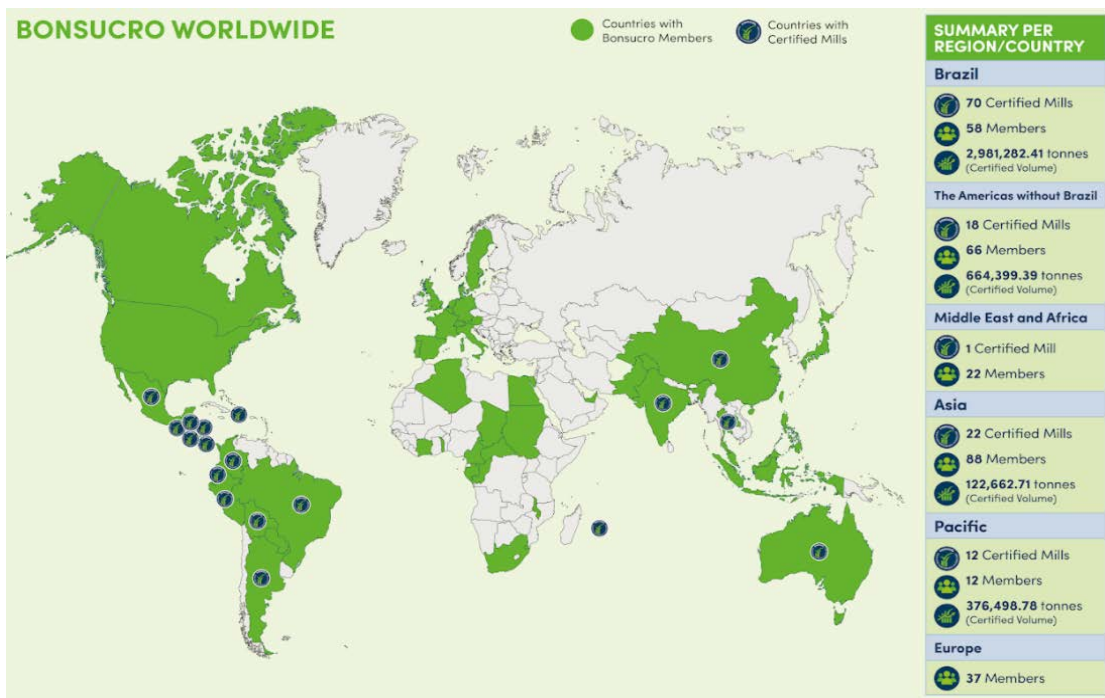 BONSUCRO WORLDWIDE
Countries with
Bonsucro Members
Countries with
Certified Mills
SUMMARY PER
REGION/COUNTRY
Brazil
70 Certified Mills
58 Members
2,981,282.41 tonnes
(Certified Volume)
The Americas without Brazil
18 Certified Mills
66 Members
664,399.39 tonnes
(Certified Volume)
Middle East and Africa
1 Certified Mill
22 Members
Asia
22 Certified Mills
88 Members
122,662.71 tonnes
(Certified Volume)
Pacific
12 Certified Mills
12 Members
376,498.78 tonnes
(Certified Volume)
Europe
37 Members